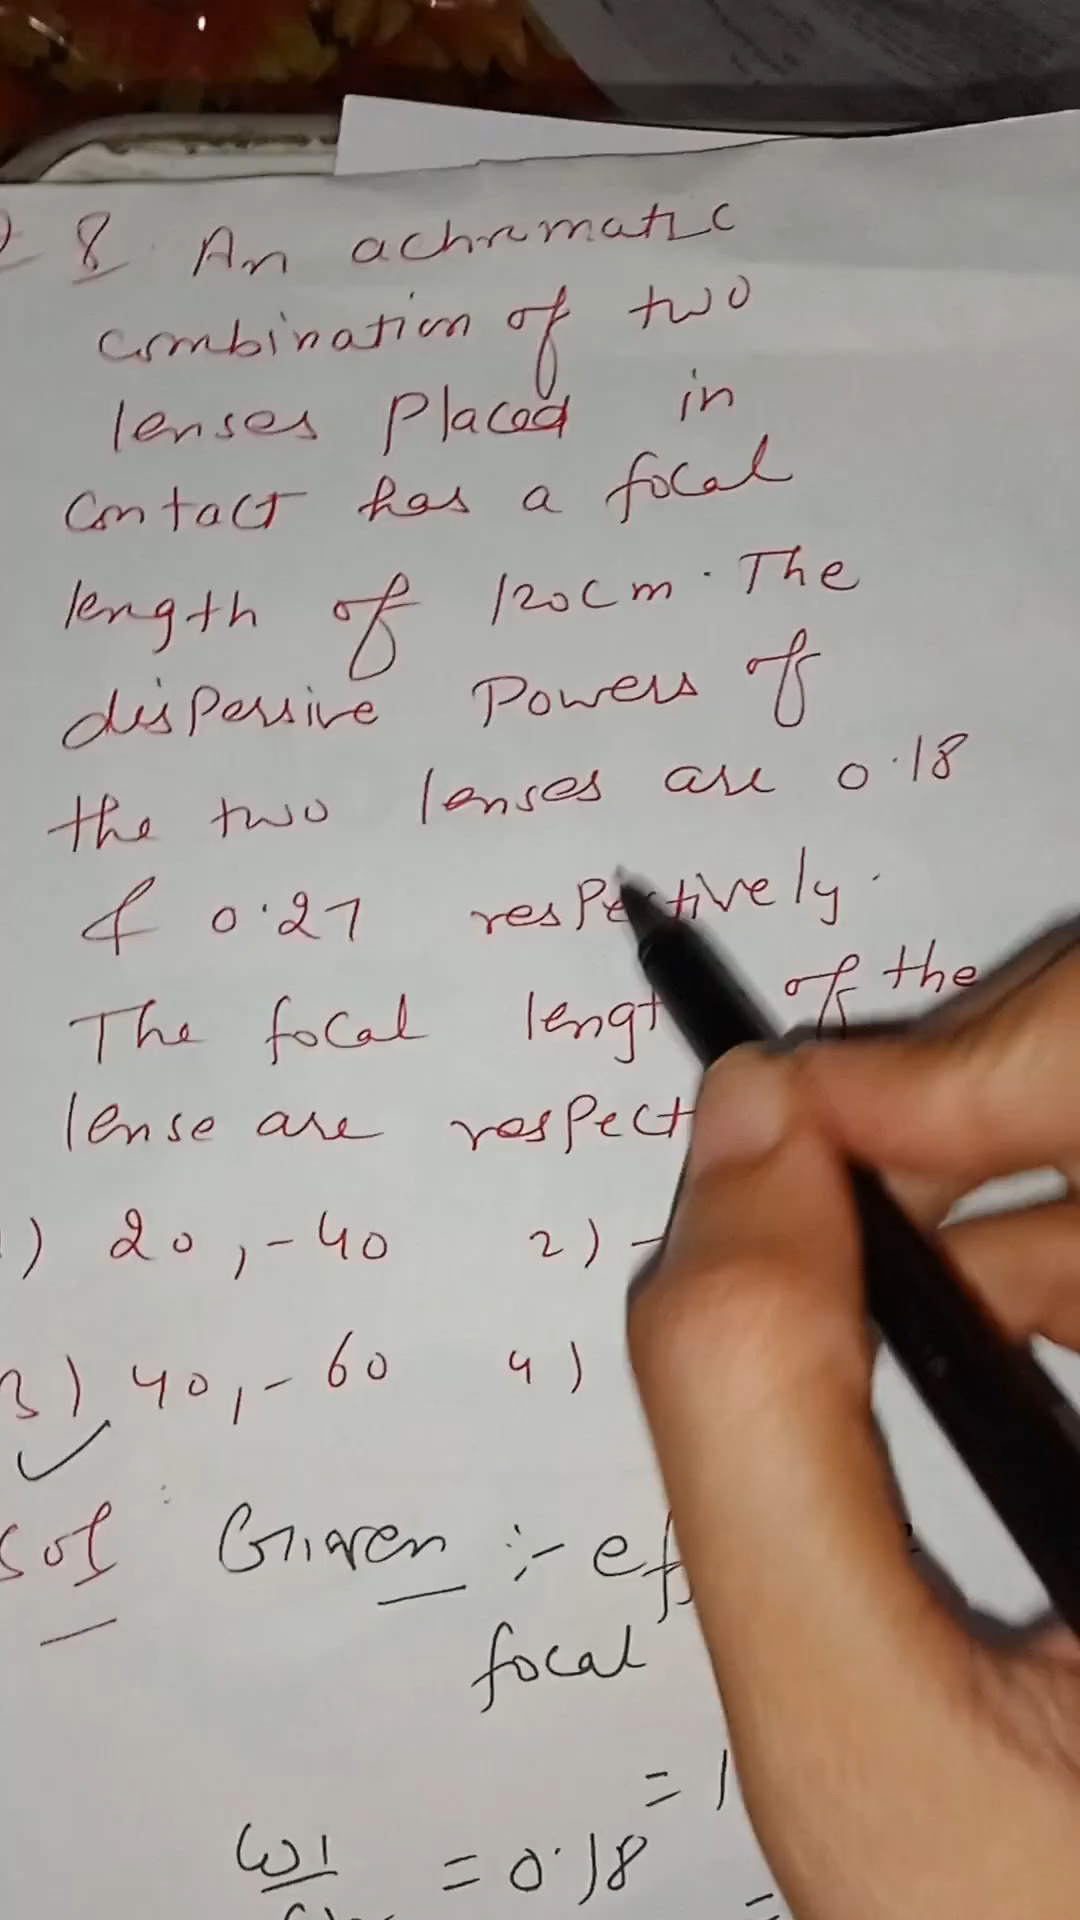 8. An achromatic
combination of two
lenses placed in
contact has a focal
length of 120cm. The
dispersive Powers of
the two lenses are 0.18
& 0.27 respectively.
The focal lengt of the
lense are respect
1) 20, -40 2) -
3) 40, -60 4)
Sol Given :- ef
focal
= 1
ω1 = 0.18
=